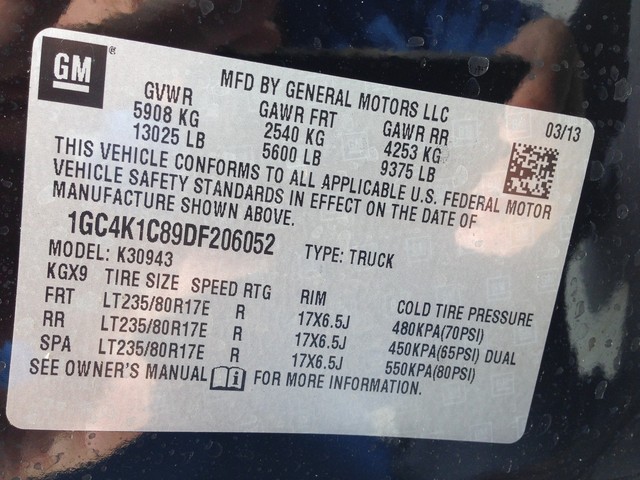 GM ®
MFD BY GENERAL MOTORS LLC
03/13
GVWR GAWR FRT GAWR RR
5908 KG 2540 KG 4253 KG
13025 LB 5600 LB 9375 LB
THIS VEHICLE CONFORMS TO ALL APPLICABLE U.S. FEDERAL MOTOR
VEHICLE SAFETY STANDARDS IN EFFECT ON THE DATE OF
MANUFACTURE SHOWN ABOVE.
1GC4K1C89DF206052
MODEL: K30943 TYPE: TRUCK
KGX9 TIRE SIZE SPEED RTG RIM COLD TIRE PRESSURE
FRT LT235/80R17E R 17X6.5J 480KPA(70PSI)
RR LT235/80R17E R 17X6.5J 450KPA(65PSI) DUAL
SPA LT235/80R17E R 17X6.5J 550KPA(80PSI)
SEE OWNER'S MANUAL i FOR MORE INFORMATION.